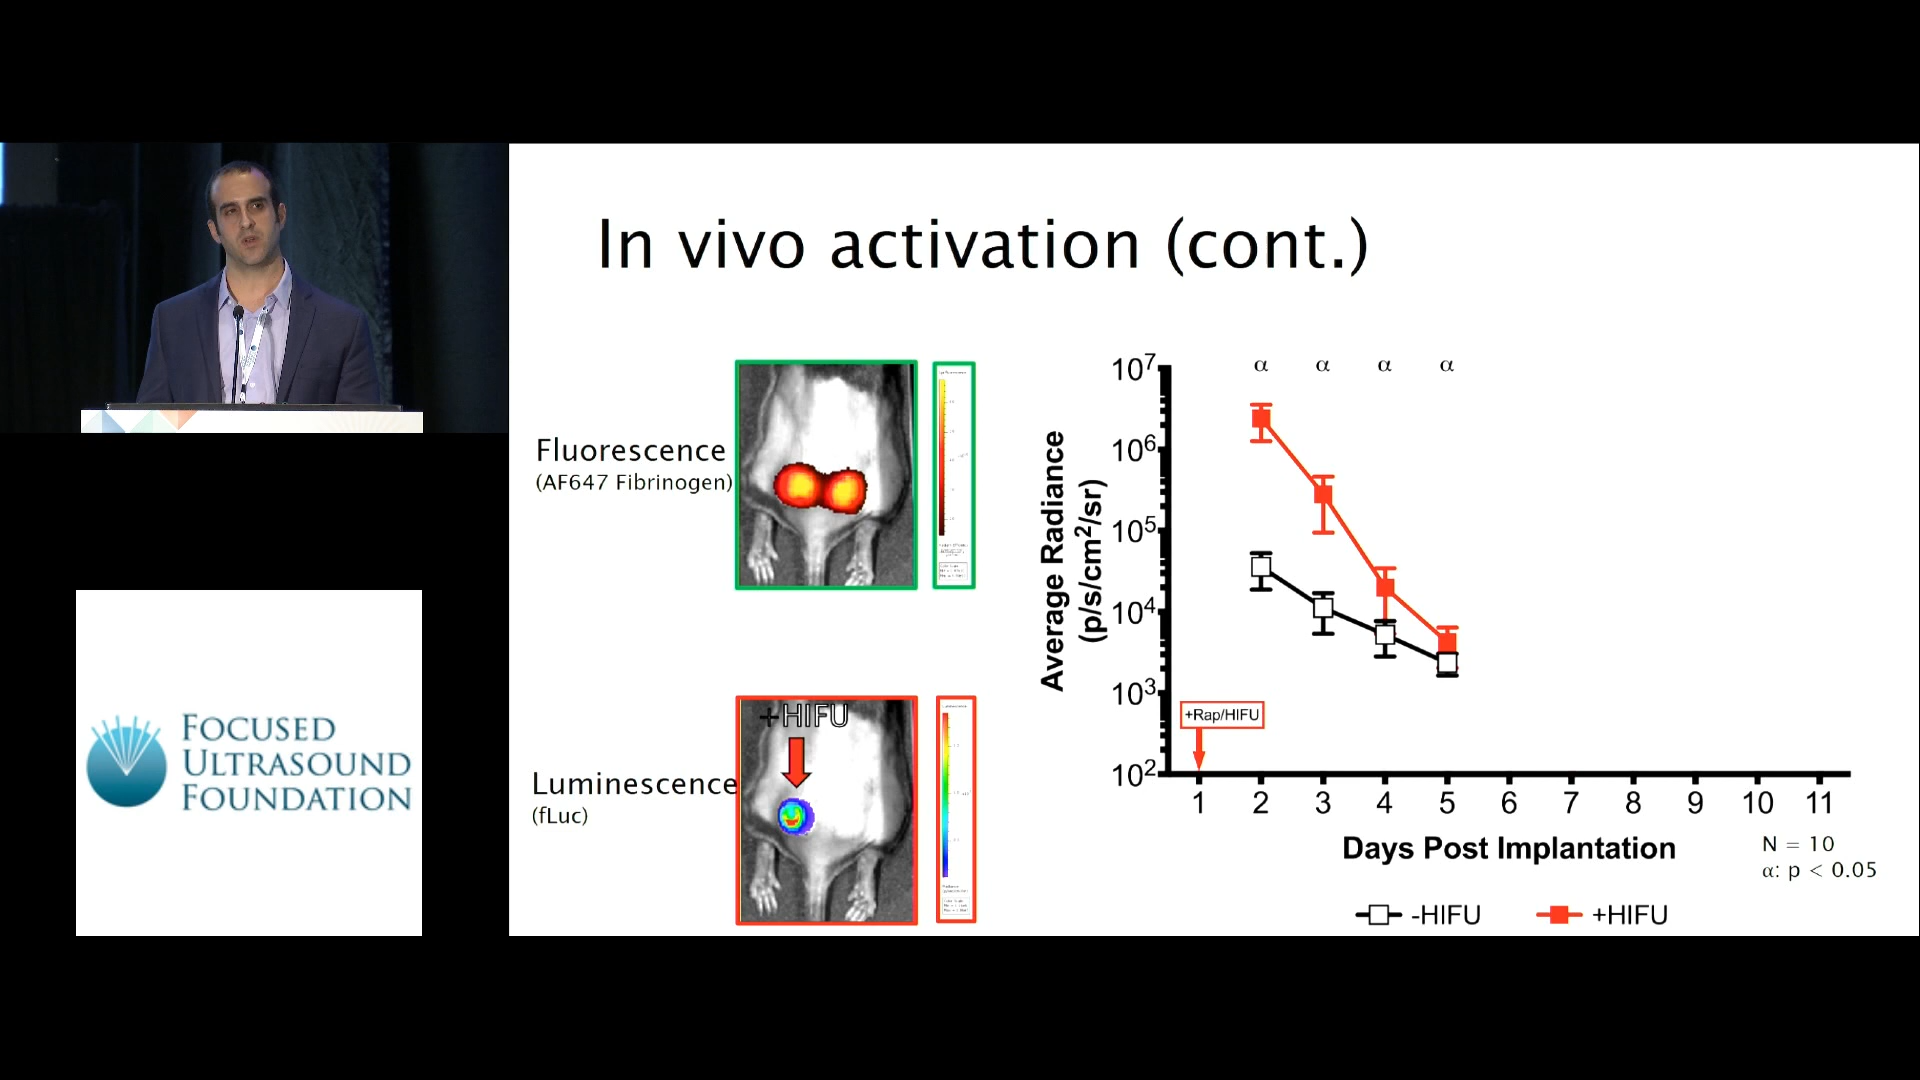 In vivo activation (cont.)
Fluorescence
(AF647 Fibrinogen)
+HIFU
Luminescence
(fLuc)
α α α α
10⁷
10⁶
10⁵
10⁴
10³
10²
Average Radiance
(p/s/cm²/sr)
+Rap/HIFU
1 2 3 4 5 6 7 8 9 10 11
Days Post Implantation
N = 10
α: p < 0.05
-HIFU +HIFU
FOCUSED
ULTRASOUND
FOUNDATION